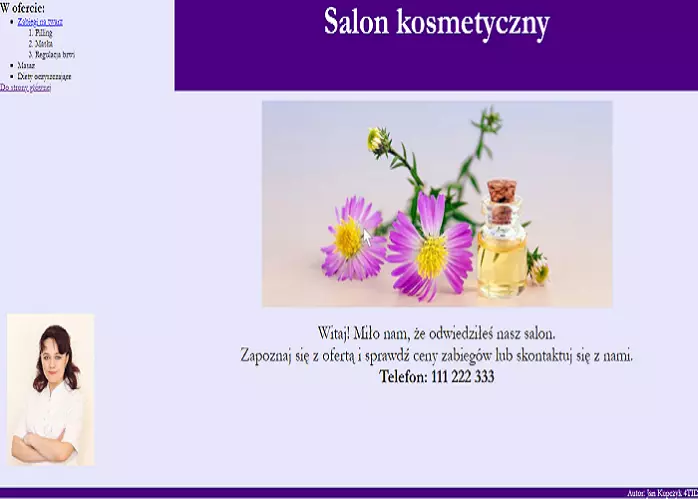 W ofercie:
Zabiegi na twarz
1. Pilling
2. Maska
3. Regulacja brwi
Masaż
Diety oczyszczające
Do strony głównej
Salon kosmetyczny
Witaj! Miło nam, że odwiedziłeś nasz salon.
Zapoznaj się z ofertą i sprawdź ceny zabiegów lub skontaktuj się z nami.
Telefon: 111 222 333
Autor: Jan Kupczyk